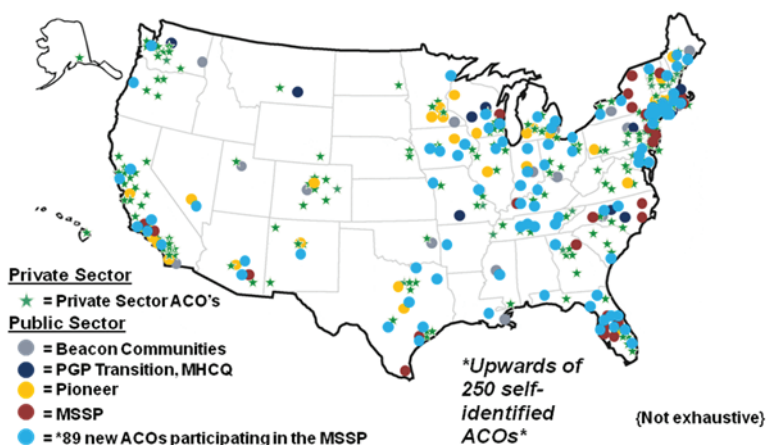 Private Sector
= Private Sector ACO's
Public Sector
= Beacon Communities
= PGP Transition, MHCQ
= Pioneer
= MSSP
= *89 new ACOs participating in the MSSP
*Upwards of
250 self-
identified
ACOs*
{Not exhaustive}